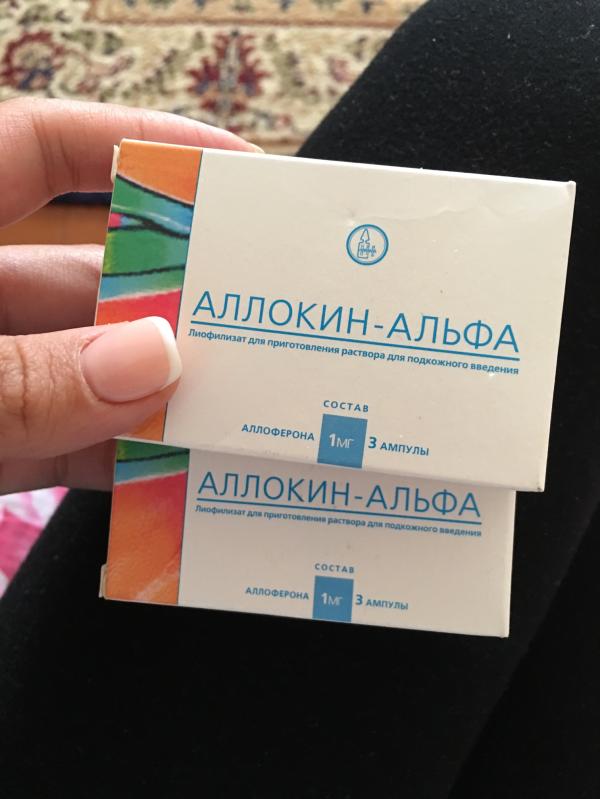 АЛЛОКИН-АЛЬФА
Лиофилизат для приготовления раствора для подкожного введения
СОСТАВ
АЛЛОФЕРОНА 1МГ 3 АМПУЛЫ
АЛЛОКИН-АЛЬФА
Лиофилизат для приготовления раствора для подкожного введения
СОСТАВ
АЛЛОФЕРОНА 1МГ 3 АМПУЛЫ